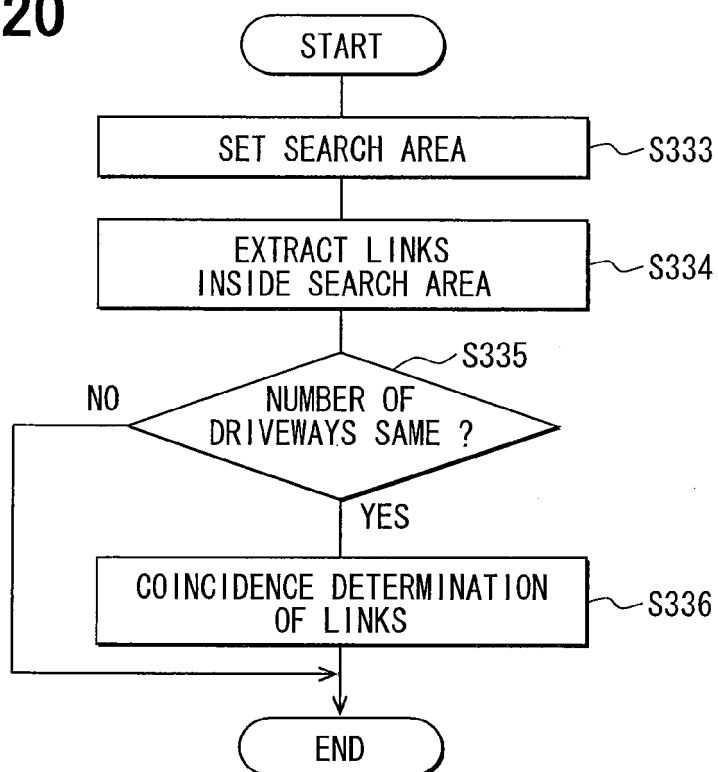 20
START
SET SEARCH AREA
S333
EXTRACT LINKS
INSIDE SEARCH AREA
S334
S335
NO
NUMBER OF
DRIVEWAYS SAME ?
YES
COINCIDENCE DETERMINATION
OF LINKS
S336
END